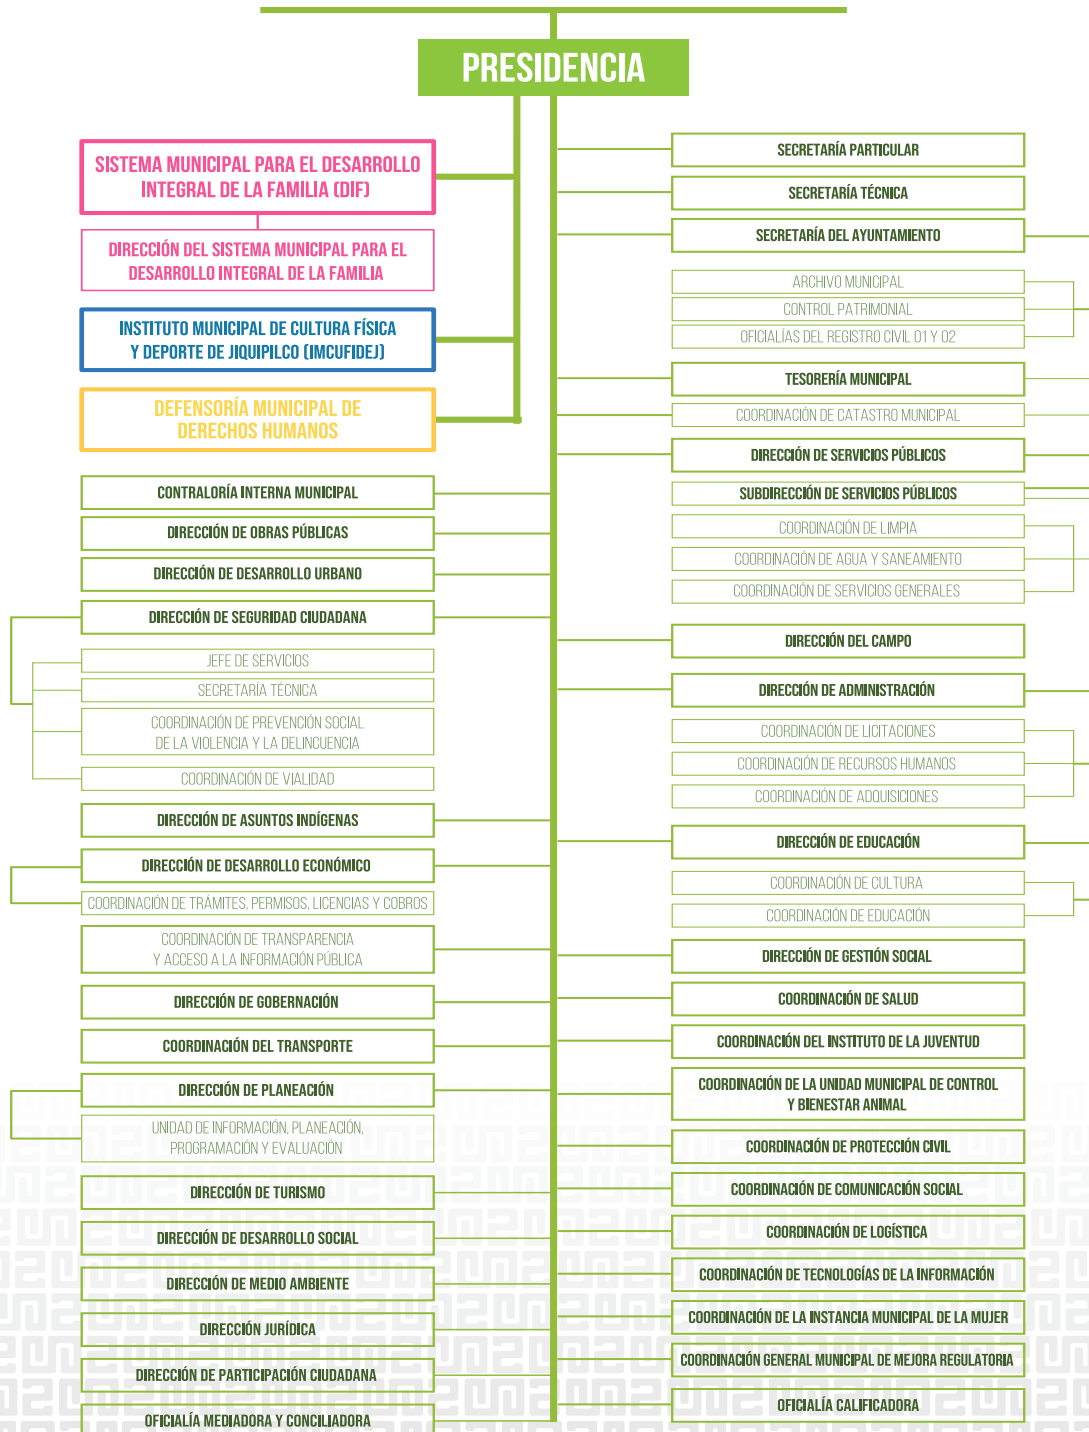 PRESIDENCIA
SISTEMA MUNICIPAL PARA EL DESARROLLO
INTEGRAL DE LA FAMILIA (DIF)
DIRECCIÓN DEL SISTEMA MUNICIPAL PARA EL
DESARROLLO INTEGRAL DE LA FAMILIA
INSTITUTO MUNICIPAL DE CULTURA FÍSICA
Y DEPORTE DE JIQUIPILCO (IMCUFIDEJ)
DEFENSORÍA MUNICIPAL DE
DERECHOS HUMANOS
CONTRALORÍA INTERNA MUNICIPAL
DIRECCIÓN DE OBRAS PÚBLICAS
DIRECCIÓN DE DESARROLLO URBANO
DIRECCIÓN DE SEGURIDAD CIUDADANA
JEFE DE SERVICIOS
SECRETARÍA TÉCNICA
COORDINACIÓN DE PREVENCIÓN SOCIAL
DE LA VIOLENCIA Y LA DELINCUENCIA
COORDINACIÓN DE VIALIDAD
DIRECCIÓN DE ASUNTOS INDÍGENAS
DIRECCIÓN DE DESARROLLO ECONÓMICO
COORDINACIÓN DE TRÁMITES, PERMISOS, LICENCIAS Y COBROS
COORDINACIÓN DE TRANSPARENCIA
Y ACCESO A LA INFORMACIÓN PÚBLICA
DIRECCIÓN DE GOBERNACIÓN
COORDINACIÓN DEL TRANSPORTE
DIRECCIÓN DE PLANEACIÓN
UNIDAD DE INFORMACIÓN, PLANEACIÓN,
PROGRAMACIÓN Y EVALUACIÓN
DIRECCIÓN DE TURISMO
DIRECCIÓN DE DESARROLLO SOCIAL
DIRECCIÓN DE MEDIO AMBIENTE
DIRECCIÓN JURÍDICA
DIRECCIÓN DE PARTICIPACIÓN CIUDADANA
OFICIALÍA MEDIADORA Y CONCILIADORA
SECRETARÍA PARTICULAR
SECRETARÍA TÉCNICA
SECRETARÍA DEL AYUNTAMIENTO
ARCHIVO MUNICIPAL
CONTROL PATRIMONIAL
OFICIALÍAS DEL REGISTRO CIVIL 01 Y 02
TESORERÍA MUNICIPAL
COORDINACIÓN DE CATASTRO MUNICIPAL
DIRECCIÓN DE SERVICIOS PÚBLICOS
SUBDIRECCIÓN DE SERVICIOS PÚBLICOS
COORDINACIÓN DE LIMPIA
COORDINACIÓN DE AGUA Y SANEAMIENTO
COORDINACIÓN DE SERVICIOS GENERALES
DIRECCIÓN DEL CAMPO
DIRECCIÓN DE ADMINISTRACIÓN
COORDINACIÓN DE LICITACIONES
COORDINACIÓN DE RECURSOS HUMANOS
COORDINACIÓN DE ADQUISICIONES
DIRECCIÓN DE EDUCACIÓN
COORDINACIÓN DE CULTURA
COORDINACIÓN DE EDUCACIÓN
DIRECCIÓN DE GESTIÓN SOCIAL
COORDINACIÓN DE SALUD
COORDINACIÓN DEL INSTITUTO DE LA JUVENTUD
COORDINACIÓN DE LA UNIDAD MUNICIPAL DE CONTROL
Y BIENESTAR ANIMAL
COORDINACIÓN DE PROTECCIÓN CIVIL
COORDINACIÓN DE COMUNICACIÓN SOCIAL
COORDINACIÓN DE LOGÍSTICA
COORDINACIÓN DE TECNOLOGÍAS DE LA INFORMACIÓN
COORDINACIÓN DE LA INSTANCIA MUNICIPAL DE LA MUJER
COORDINACIÓN GENERAL MUNICIPAL DE MEJORA REGULATORIA
OFICIALÍA CALIFICADORA